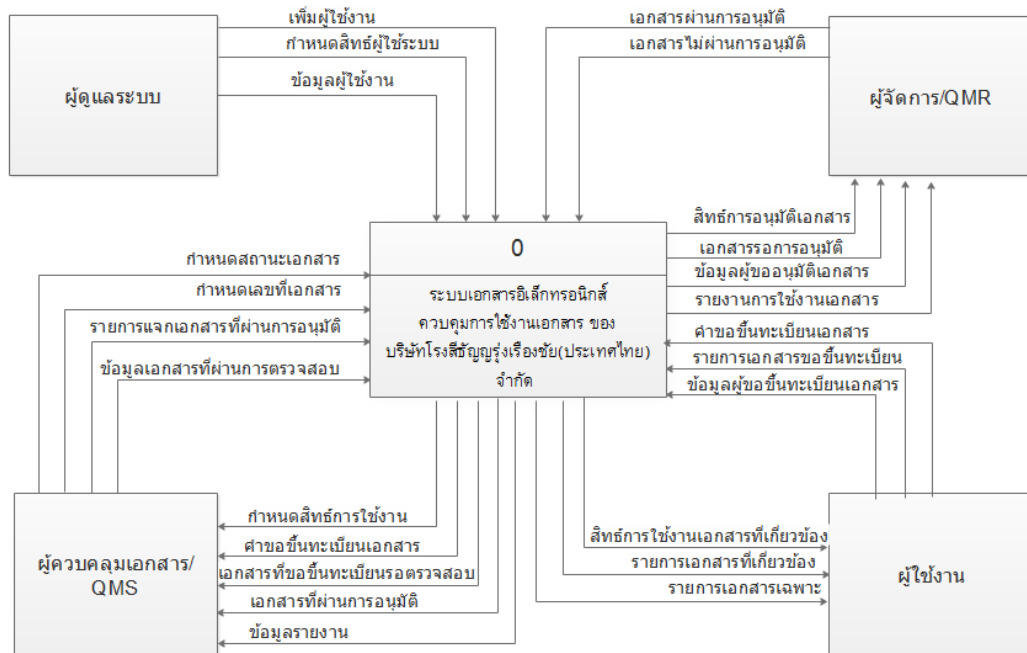 เพิ่มผู้ใช้งาน
กำหนดสิทธ์ผู้ใช้ระบบ
ข้อมูลผู้ใช้งาน
ผู้ดูแลระบบ
เอกสารผ่านการอนุมัติ
เอกสารไม่ผ่านการอนุมัติ
ผู้จัดการ/QMR
สิทธ์การอนุมัติเอกสาร
เอกสารรอการอนุมัติ
ข้อมูลผู้ขออนุมัติเอกสาร
รายงานการใช้งานเอกสาร
0
ระบบเอกสารอิเล็กทรอนิกส์
ควบคุมการใช้งานเอกสาร ของ
บริษัทโรงสีธัญญรุ่งเรืองชัย(ประเทศไทย)
จำกัด
กำหนดสถานะเอกสาร
กำหนดเลขที่เอกสาร
รายการแจกเอกสารที่ผ่านการอนุมัติ
ข้อมูลเอกสารที่ผ่านการตรวจสอบ
คำขอขึ้นทะเบียนเอกสาร
รายการเอกสารขอขึ้นทะเบียน
ข้อมูลผู้ขอขึ้นทะเบียนเอกสาร
ผู้ควบคลุมเอกสาร/
QMS
กำหนดสิทธ์การใช้งาน
คำขอขึ้นทะเบียนเอกสาร
เอกสารที่ขอขึ้นทะเบียนรอตรวจสอบ
เอกสารที่ผ่านการอนุมัติ
ข้อมูลรายงาน
สิทธ์การใช้งานเอกสารที่เกี่ยวข้อง
รายการเอกสารที่เกี่ยวข้อง
รายการเอกสารเฉพาะ
ผู้ใช้งาน